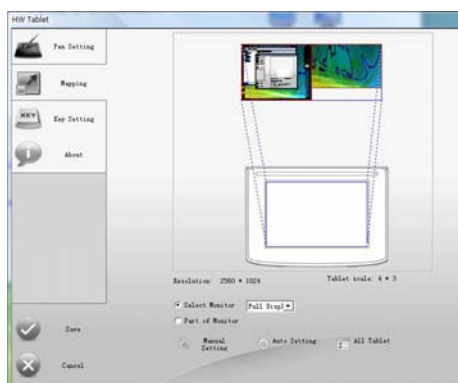 HW Tablet
Pen Setting
Mapping
KEY
Key Setting
About
Resolution: 2560 * 1024
Tablet scale: 4 * 3
Select Monitor
Full Displ
Part of Monitor
Manual
Setting
Auto Setting
All Tablet
Save
Cancel